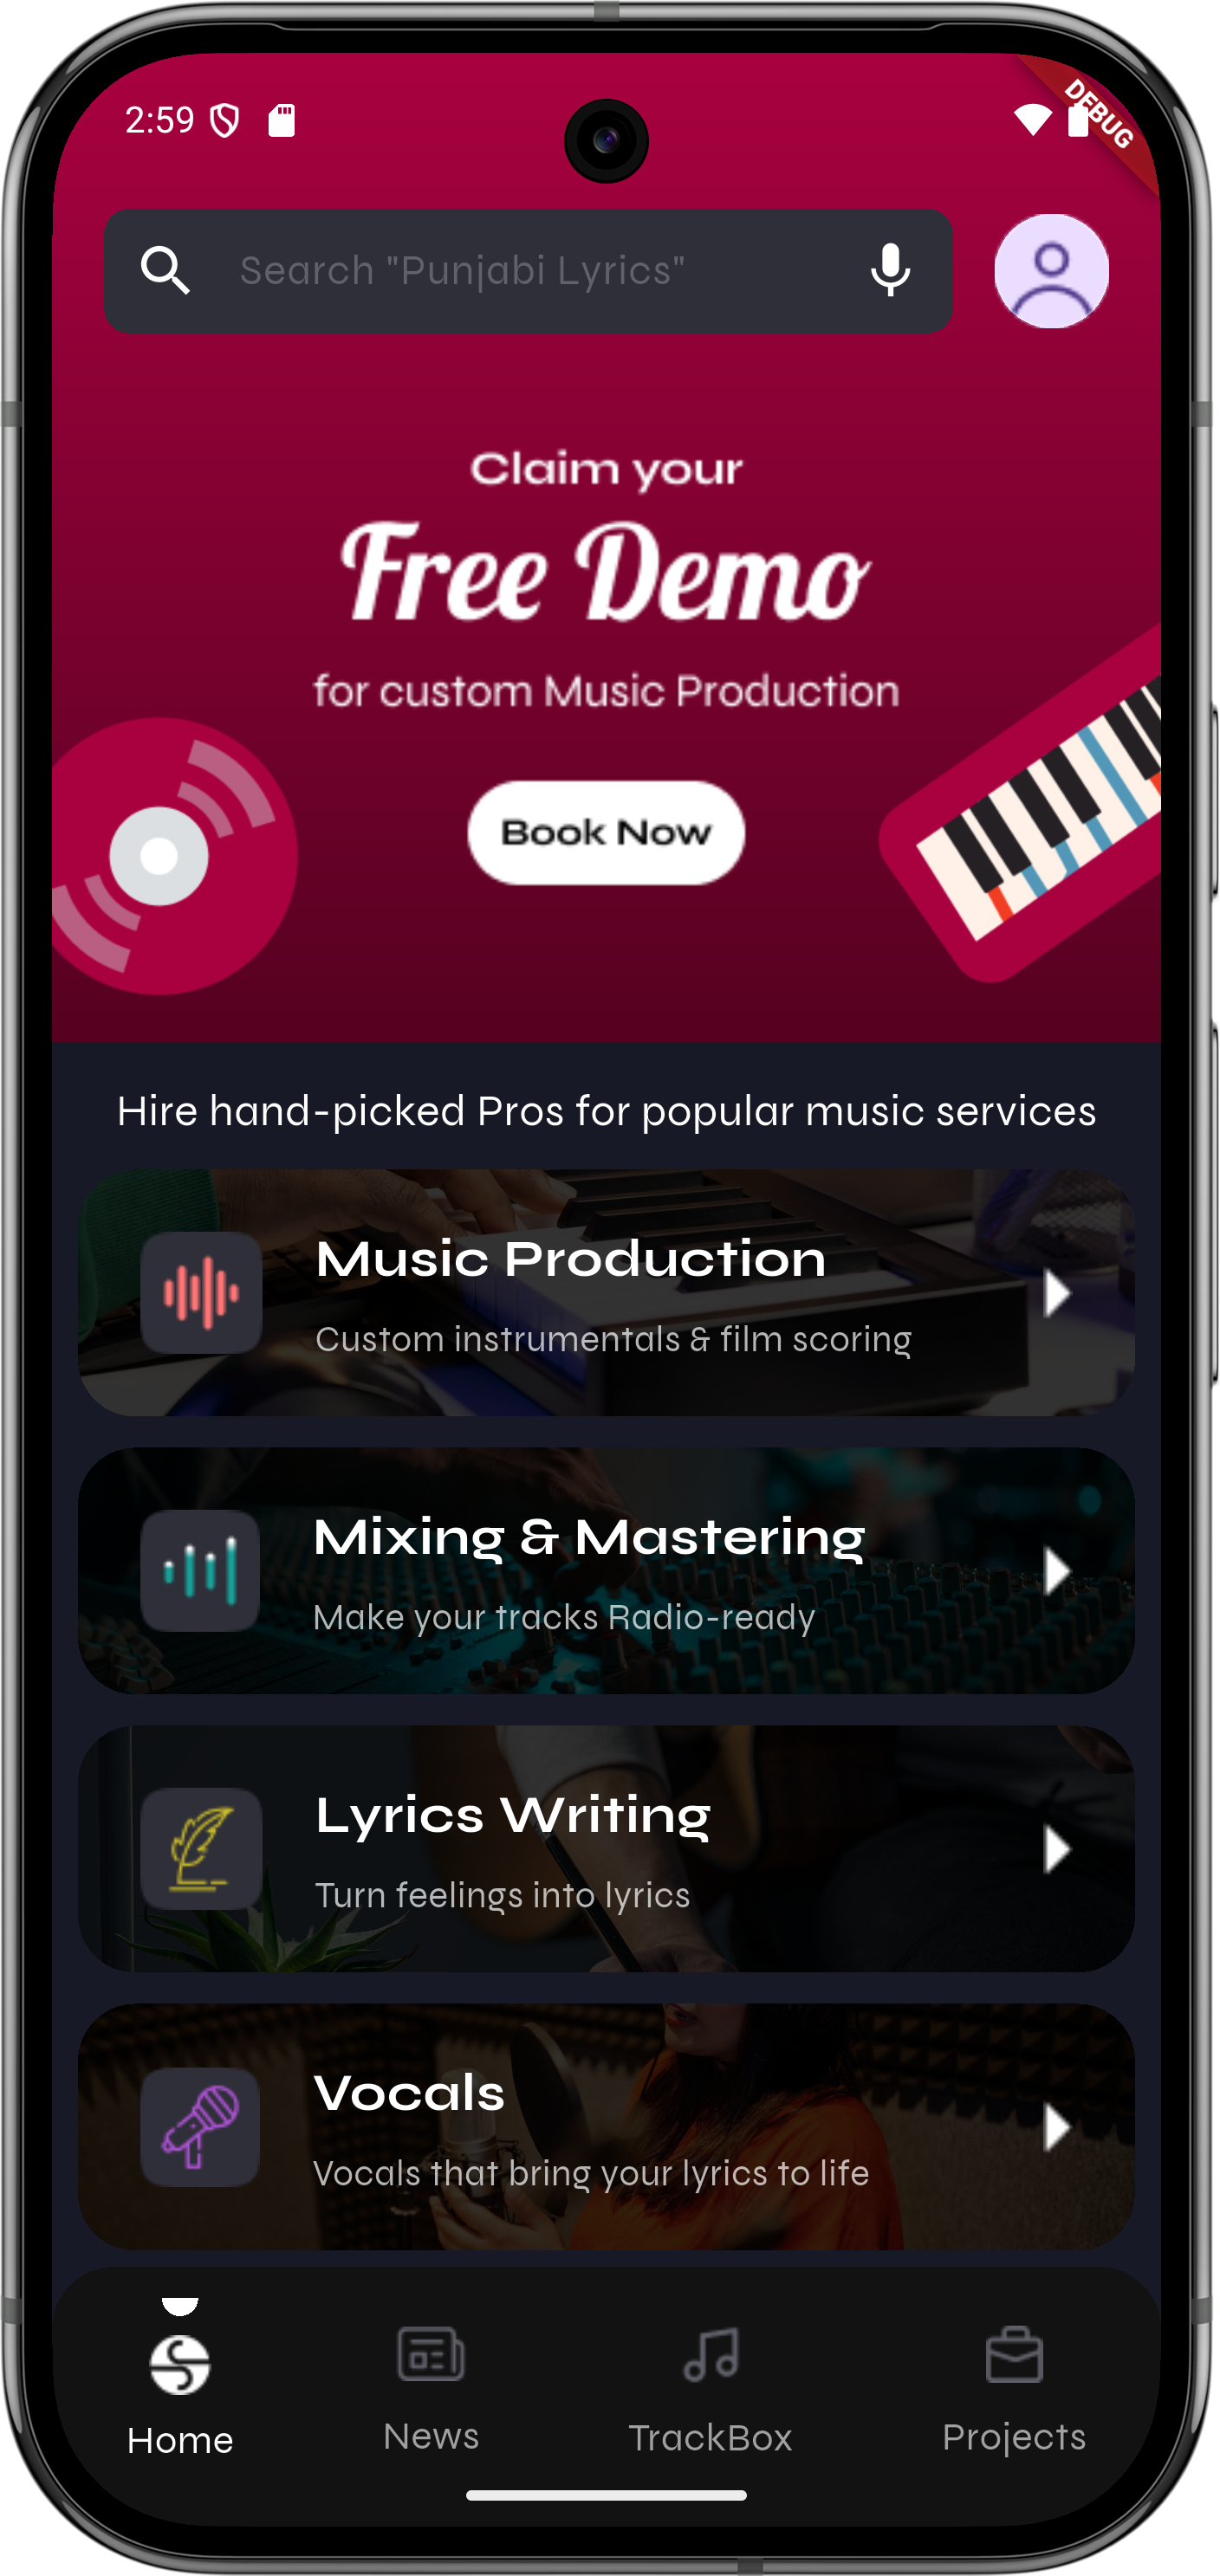 2:59
DEBUG
Search "Punjabi Lyrics"
Claim your
Free Demo
for custom Music Production
Book Now
Hire hand-picked Pros for popular music services
Music Production
Custom instrumentals & film scoring
Mixing & Mastering
Make your tracks Radio-ready
Lyrics Writing
Turn feelings into lyrics
Vocals
Vocals that bring your lyrics to life
Home News TrackBox Projects